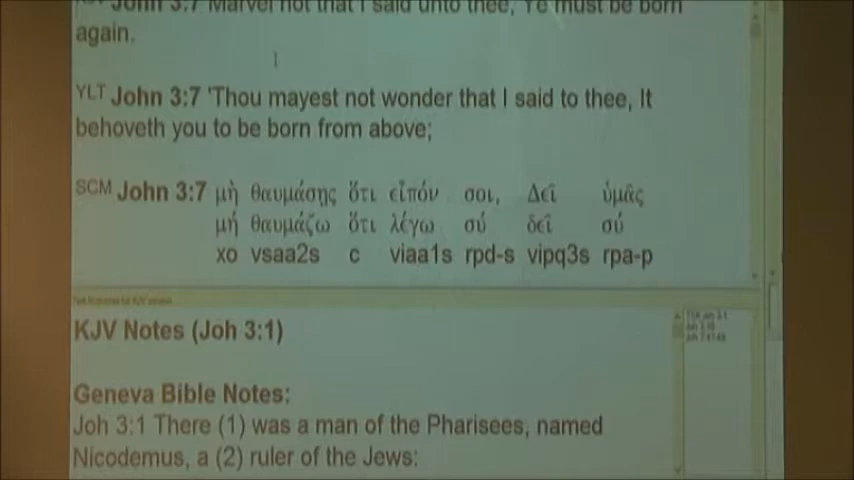 John 3:7 Marvel not that I said unto thee, Ye must be born
again.
YLT John 3:7 'Thou mayest not wonder that I said to thee, It
behoveth you to be born from above;
SCM John 3:7 μὴ θαυμάσῃς ὅτι εἶπόν σοι, Δεῖ ὑμᾶς
μή θαυμάζω ὅτι λέγω σύ δεῖ σύ
xo vsaa2s c viaa1s rpd-s vipq3s rpa-p
KJV Notes (Joh 3:1)
Geneva Bible Notes:
Joh 3:1 There (1) was a man of the Pharisees, named
Nicodemus, a (2) ruler of the Jews: